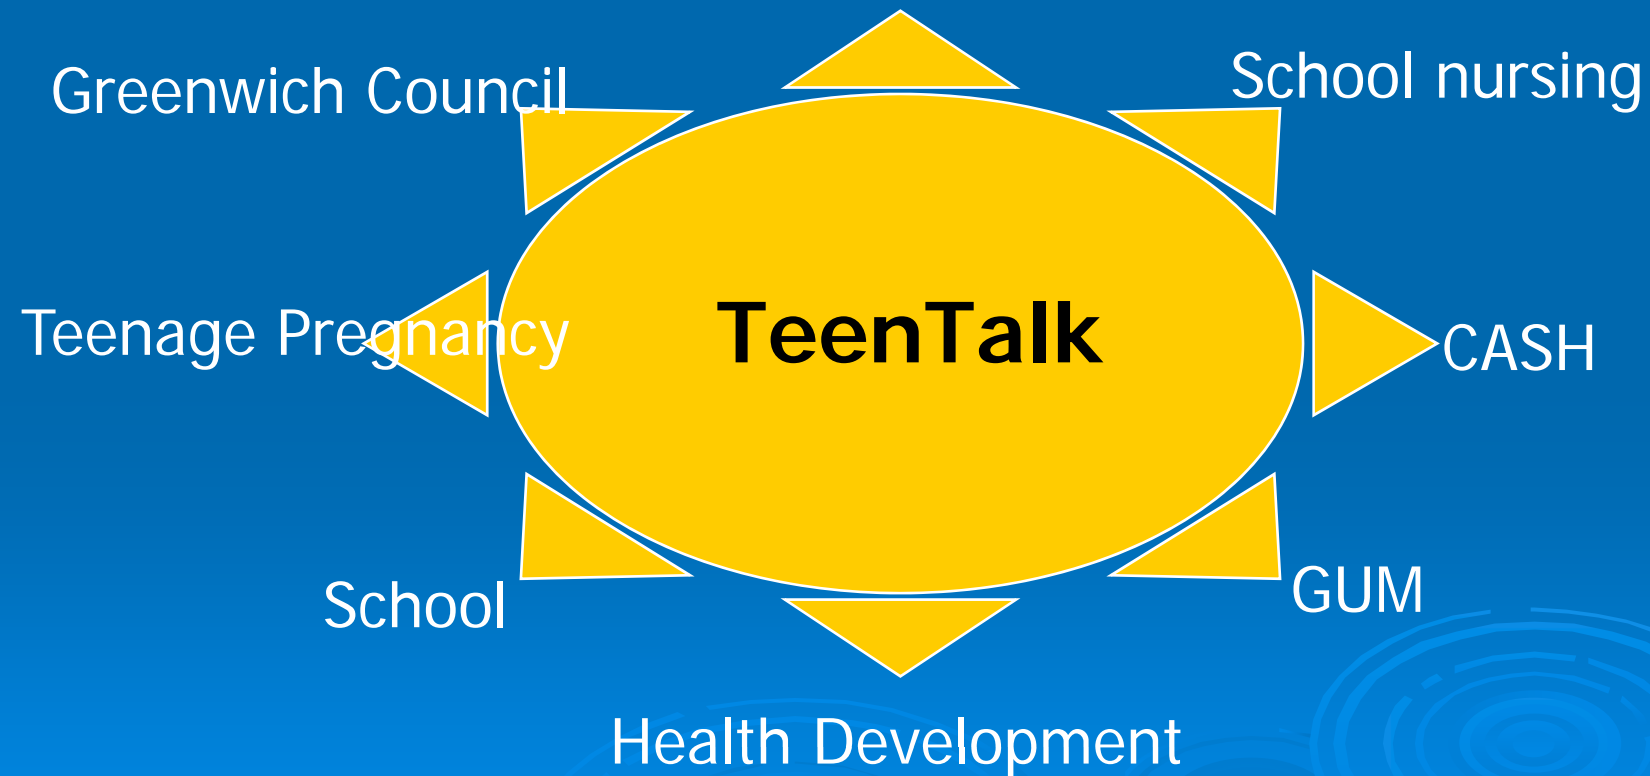 Greenwich Council
School nursing
Teenage Pregnancy
TeenTalk
CASH
School
GUM
Health Development